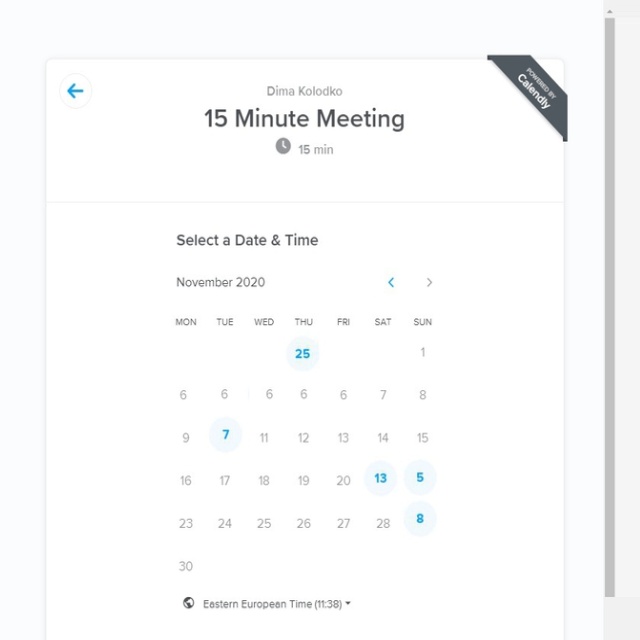 POWERED BY
Calendly
Dima Kolodko
15 Minute Meeting
15 min
Select a Date & Time
November 2020
MON TUE WED THU FRI SAT SUN
25 1
6 6 6 6 6 7 8
9 7 11 12 13 14 15
16 17 18 19 20 13 5
23 24 25 26 27 28 8
30
Eastern European Time (11:38)